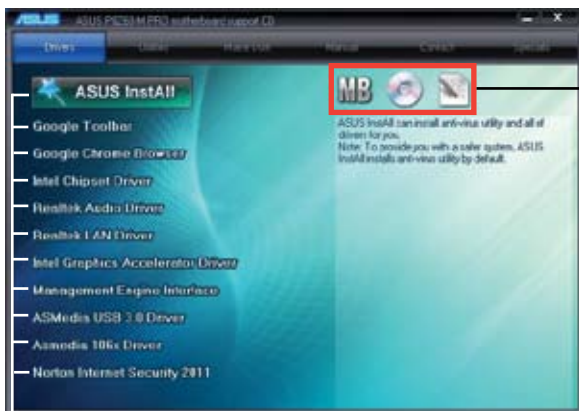 ASUS P8Z68-M PRO motherboard support CD
Drivers Utility Make Disk Manual Contact Specials
ASUS InstAll
MB
Google Toolbar
Google Chrome Browser
Intel Chipset Driver
Realtek Audio Driver
Realtek LAN Driver
Intel Graphics Accelerator Driver
Management Engine Interface
ASMedia USB 3.0 Driver
Asmedia 106x Driver
Norton Internet Security 2011
ASUS InstAll can install anti-virus utility and all of
drivers for you.
Note: To provide you with a safer system, ASUS
InstAll installs anti-virus utility by default.